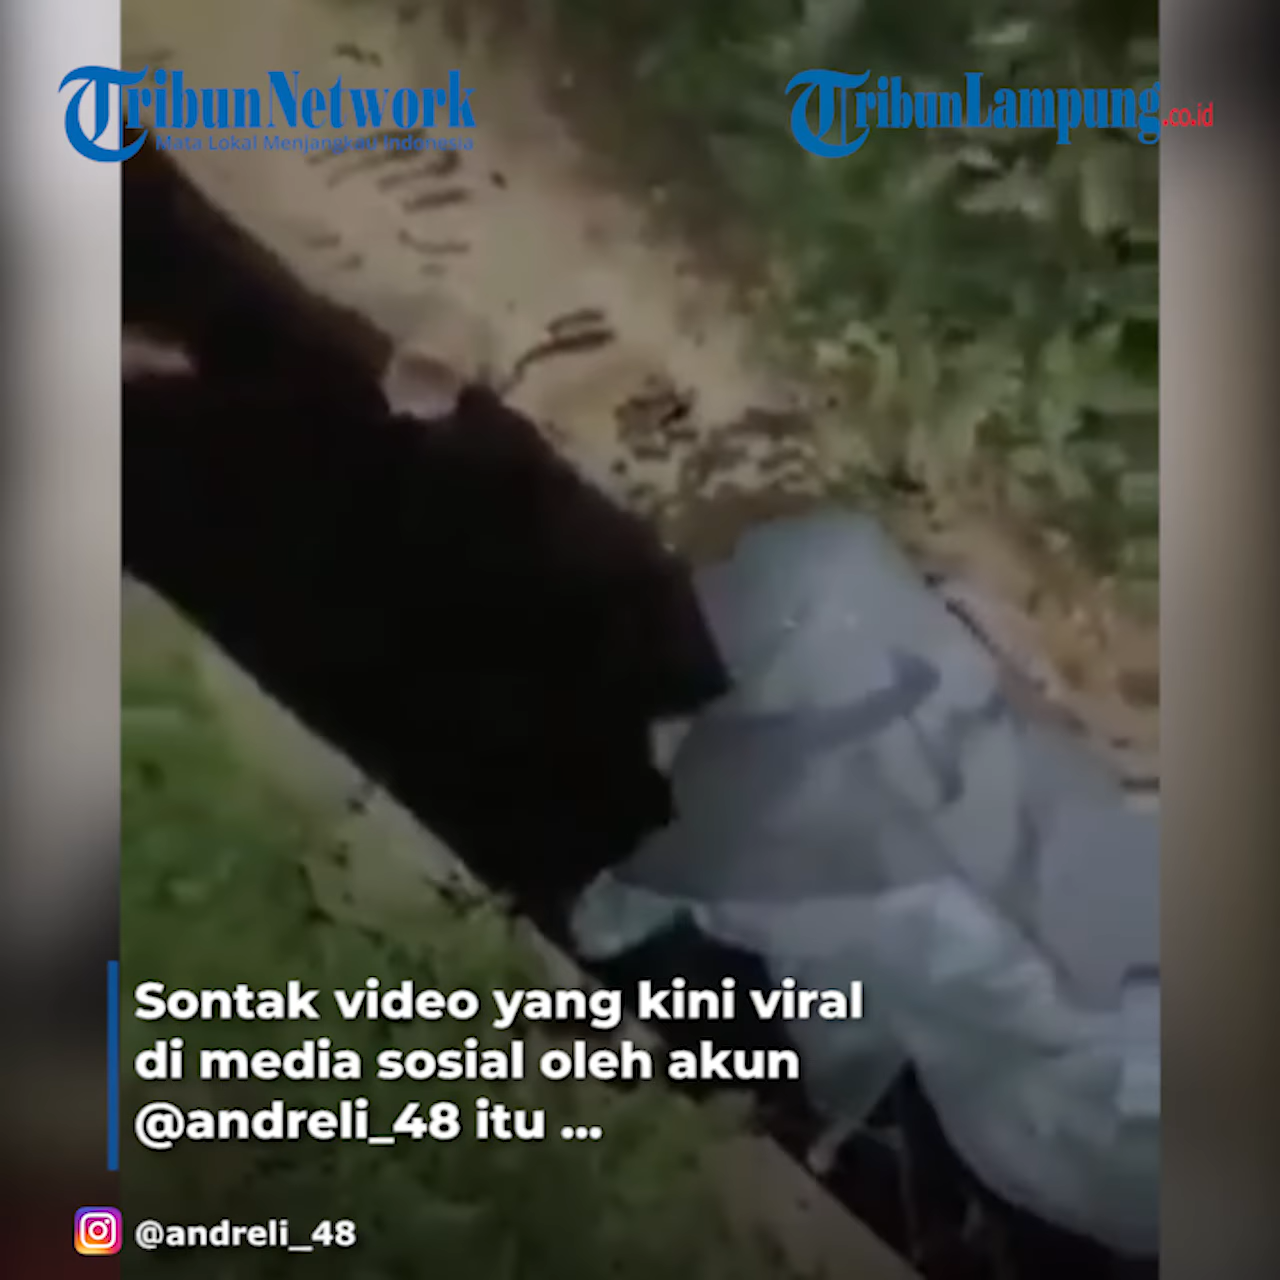 TribunNetwork
Mata Lokal Menjangkau Indonesia
TribunLampung.co.id
Sontak video yang kini viral
di media sosial oleh akun
@andreli_48 itu ...
@andreli_48